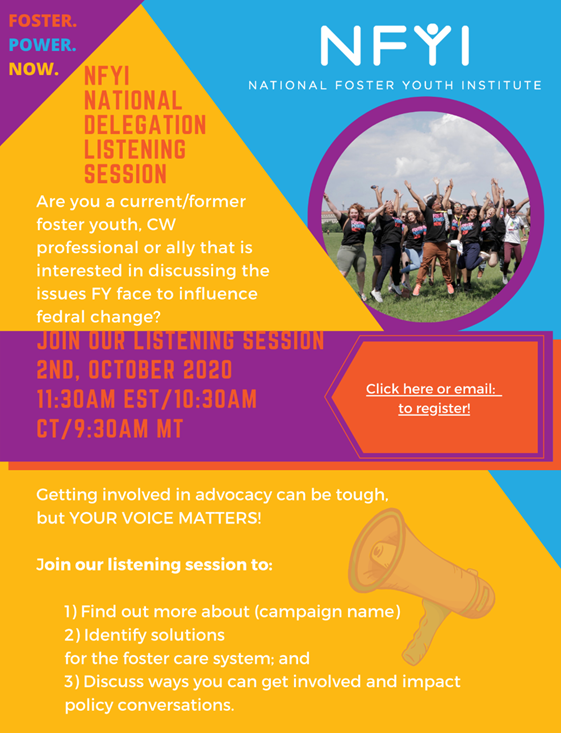 FOSTER.
POWER.
NOW.
NFYI
NATIONAL FOSTER YOUTH INSTITUTE
NFYI
NATIONAL
DELEGATION
LISTENING
SESSION
Are you a current/former
foster youth, CW
professional or ally that is
interested in discussing the
issues FY face to influence
fedral change?
JOIN OUR LISTENING SESSION
2ND, OCTOBER 2020
11:30AM EST/10:30AM
CT/9:30AM MT
Click here or email:
to register!
Getting involved in advocacy can be tough,
but YOUR VOICE MATTERS!
Join our listening session to:
1) Find out more about (campaign name)
2) Identify solutions
for the foster care system; and
3) Discuss ways you can get involved and impact
policy conversations.